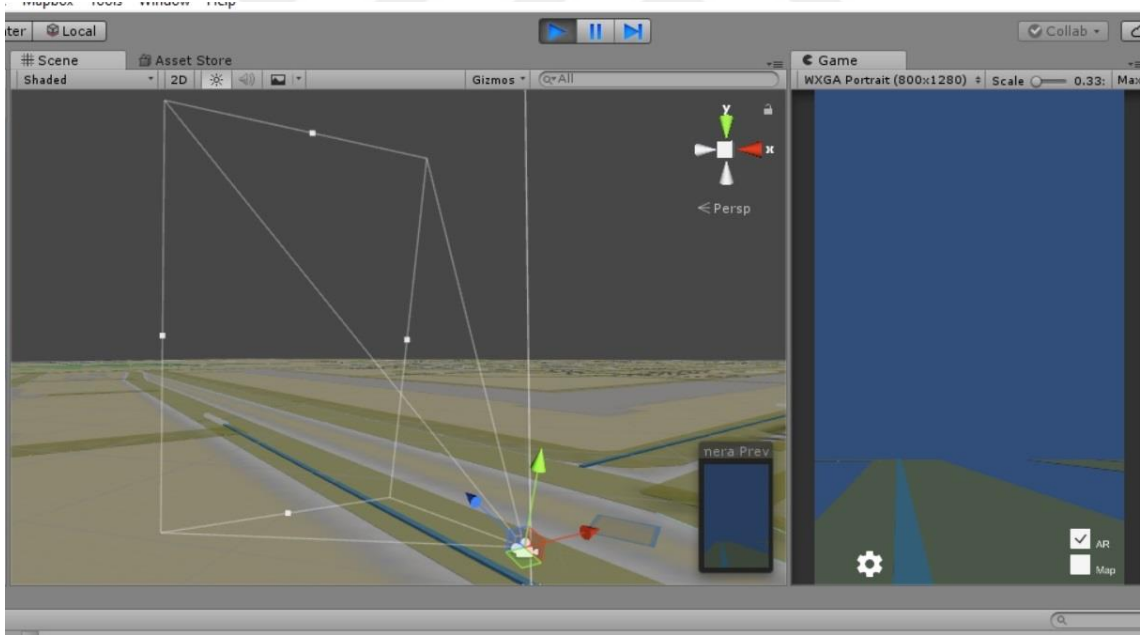 Mapbox Tools Window Help
Local
Collab
# Scene
Asset Store
Shaded
2D
Gizmos
All
y
x
Persp
Game
WXGA Portrait (800x1280)
Scale
0.33:
nera Prev
AR
Map